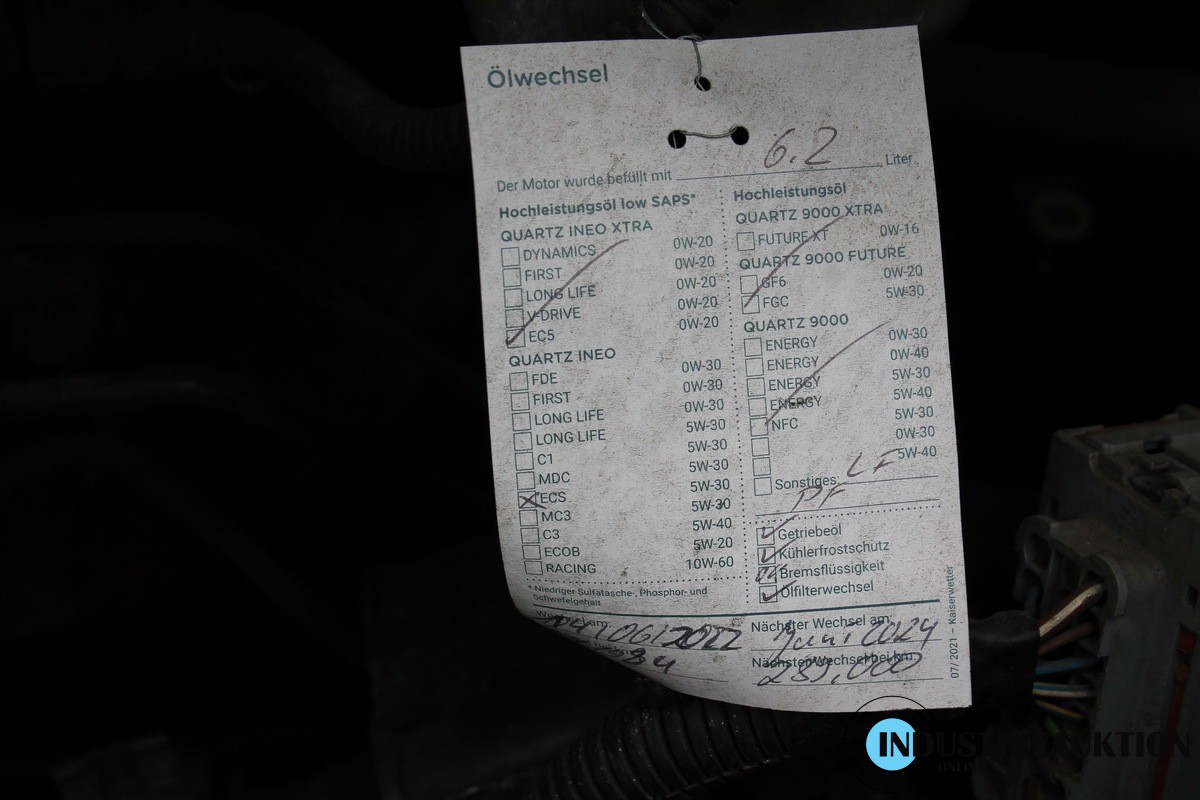 Ölwechsel
Der Motor wurde befüllt mit 6.2 Liter
Hochleistungsöl low SAPS*
QUARTZ INEO XTRA
DYNAMICS 0W-20
FIRST 0W-20
LONG LIFE 0W-20
V-DRIVE 0W-20
EC5 0W-20
QUARTZ INEO
FDE 0W-30
FIRST 0W-30
LONG LIFE 0W-30
LONG LIFE 5W-30
C1 5W-30
MDC 5W-30
ECS 5W-30
MC3 5W-30
C3 5W-40
ECOB 5W-20
RACING 10W-60
* Niedriger Sulfatasche-, Phosphor- und
Schwefelgehalt
Hochleistungsöl
QUARTZ 9000 XTRA
FUTURE XT 0W-16
QUARTZ 9000 FUTURE
GF6 0W-20
FGC 5W-30
QUARTZ 9000
ENERGY 0W-30
ENERGY 0W-40
ENERGY 5W-30
ENERGY 5W-40
NFC 5W-30
0W-30
5W-40
Sonstiges: LF
PF
Getriebeöl
Kühlerfrostschutz
Bremsflüssigkeit
Ölfilterwechsel
06/2022
84
Nächster Wechsel am:
Juni 2024
Nächster Wechsel bei km:
289,000
07/2021 – Kaiserwetter